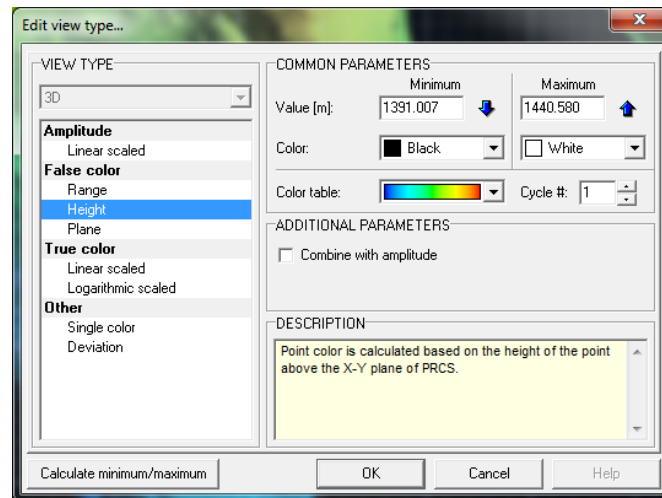 Edit view type...
VIEW TYPE
3D
Amplitude
Linear scaled
False color
Range
Height
Plane
True color
Linear scaled
Logarithmic scaled
Other
Single color
Deviation
COMMON PARAMETERS
Minimum Maximum
Value [m]: 1391.007 1440.580
Color: Black White
Color table: Cycle #: 1
ADDITIONAL PARAMETERS
Combine with amplitude
DESCRIPTION
Point color is calculated based on the height of the point
above the X-Y plane of PRCS.
Calculate minimum/maximum OK Cancel Help